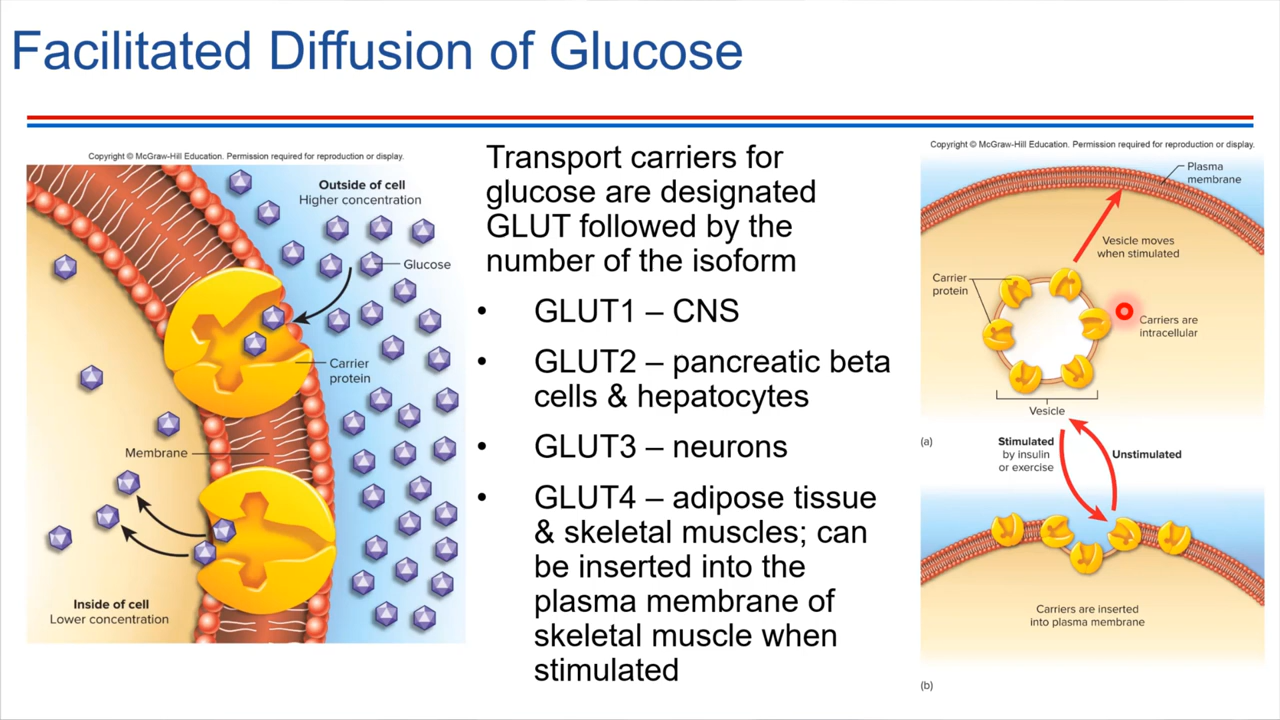 Facilitated Diffusion of Glucose
Copyright © McGraw-Hill Education. Permission required for reproduction or display.
Outside of cell
Higher concentration
Glucose
Carrier
protein
Membrane
Inside of cell
Lower concentration
Transport carriers for
glucose are designated
GLUT followed by the
number of the isoform
• GLUT1 – CNS
• GLUT2 – pancreatic beta
cells & hepatocytes
• GLUT3 – neurons
• GLUT4 – adipose tissue
& skeletal muscles; can
be inserted into the
plasma membrane of
skeletal muscle when
stimulated
Copyright © McGraw-Hill Education. Permission required for reproduction or display.
Plasma
membrane
Vesicle moves
when stimulated
Carrier
protein
Carriers are
intracellular
Vesicle
(a)
Stimulated
by insulin
or exercise
Unstimulated
Carriers are inserted
into plasma membrane
(b)